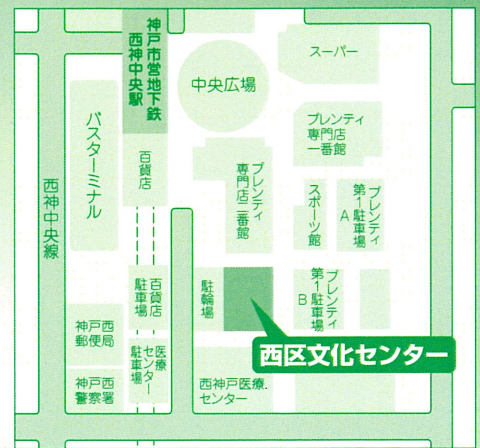 神戸市営地下鉄
西神中央駅
スーパー
中央広場
バスターミナル
プレンティ
専門店
一番館
百貨店
プレンティ
専門店二番館
西神中央線
スポーツ館
プレンティ
第1駐車場
A
百貨店
駐車場
駐輪場
プレンティ
第1駐車場
B
神戸西
郵便局
医療
センター
駐車場
西区文化センター
神戸西
警察署
西神戸医療
センター